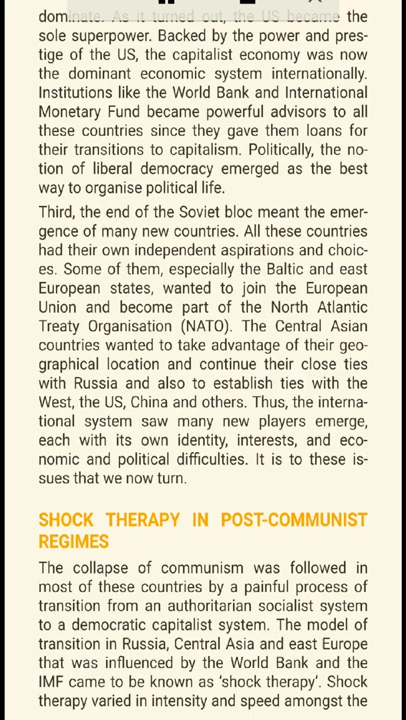 dominate. As it turned out, the US became the
sole superpower. Backed by the power and pres-
tige of the US, the capitalist economy was now
the dominant economic system internationally.
Institutions like the World Bank and International
Monetary Fund became powerful advisors to all
these countries since they gave them loans for
their transitions to capitalism. Politically, the no-
tion of liberal democracy emerged as the best
way to organise political life.
Third, the end of the Soviet bloc meant the emer-
gence of many new countries. All these countries
had their own independent aspirations and choic-
es. Some of them, especially the Baltic and east
European states, wanted to join the European
Union and become part of the North Atlantic
Treaty Organisation (NATO). The Central Asian
countries wanted to take advantage of their geo-
graphical location and continue their close ties
with Russia and also to establish ties with the
West, the US, China and others. Thus, the interna-
tional system saw many new players emerge,
each with its own identity, interests, and eco-
nomic and political difficulties. It is to these is-
sues that we now turn.
SHOCK THERAPY IN POST-COMMUNIST
REGIMES
The collapse of communism was followed in
most of these countries by a painful process of
transition from an authoritarian socialist system
to a democratic capitalist system. The model of
transition in Russia, Central Asia and east Europe
that was influenced by the World Bank and the
IMF came to be known as ‘shock therapy’. Shock
therapy varied in intensity and speed amongst the